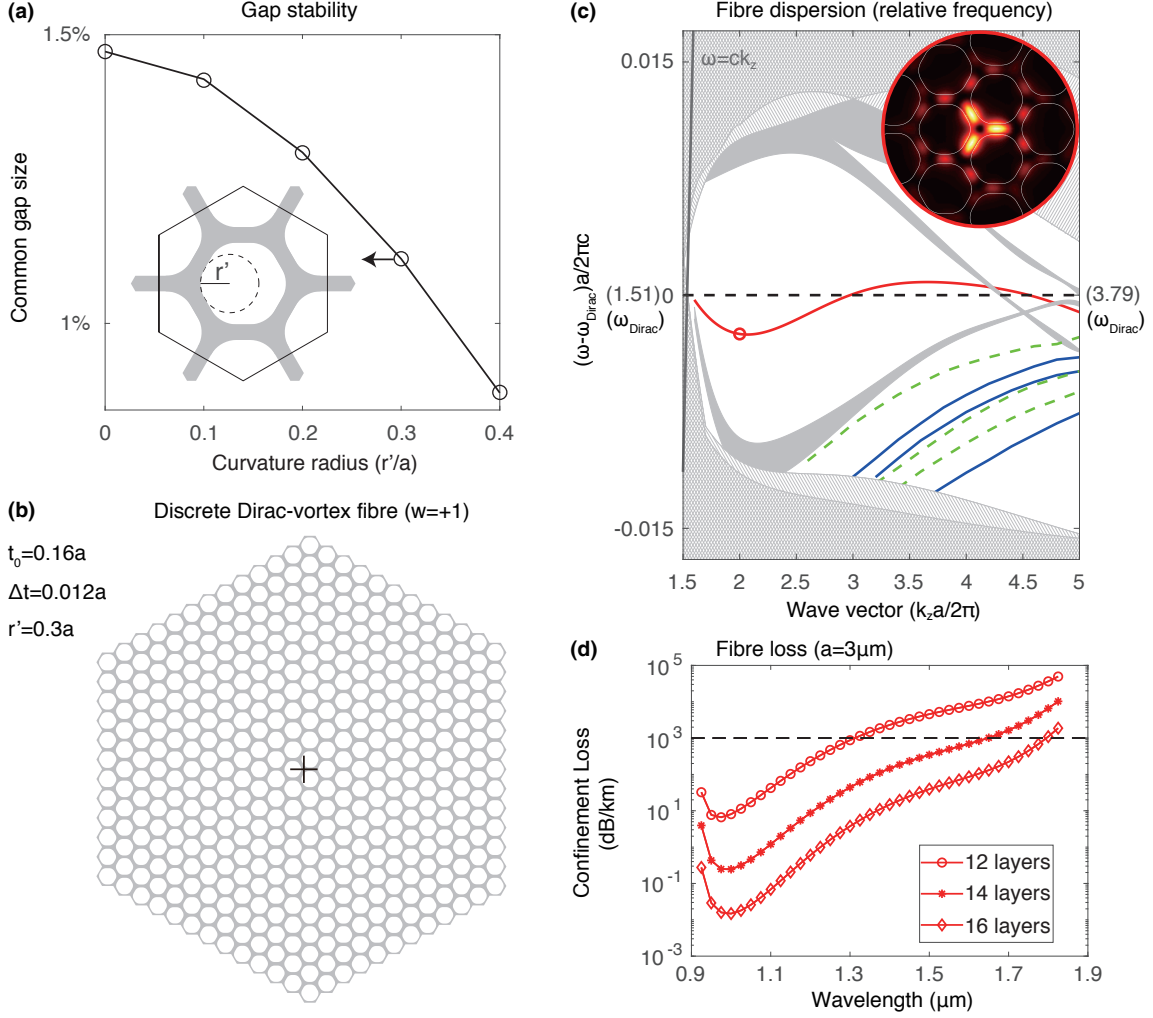 (a)
Gap stability
1.5%
1%
Common gap size
r'
0
0.1
0.2
0.3
0.4
Curvature radius (r'/a)
(b)
Discrete Dirac-vortex fibre (w=+1)
t₀=0.16a
Δt=0.012a
r'=0.3a
(c)
Fibre dispersion (relative frequency)
0.015
ω=ck_z
(ω-ω_Dirac)a/2πc
(1.51)0
(ω_Dirac)
(3.79)
(ω_Dirac)
-0.015
1.5
2
2.5
3
3.5
4
4.5
5
Wave vector (k_za/2π)
(d)
Fibre loss (a=3μm)
10⁵
10³
10¹
10⁻¹
10⁻³
Confinement Loss
(dB/km)
12 layers
14 layers
16 layers
0.9
1.1
1.3
1.5
1.7
1.9
Wavelength (μm)